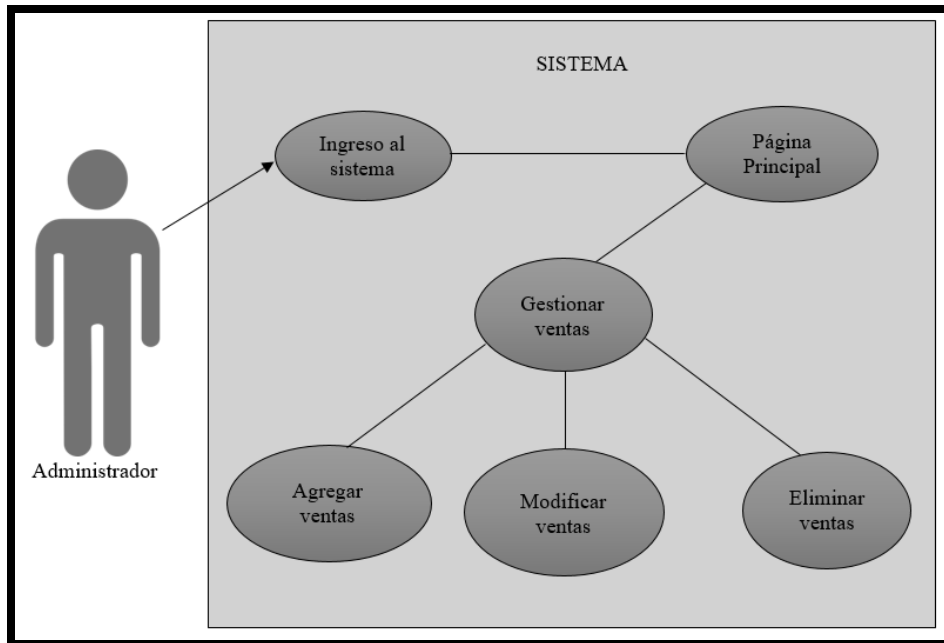 SISTEMA
Ingreso al
sistema
Página
Principal
Gestionar
ventas
Administrador
Agregar
ventas
Modificar
ventas
Eliminar
ventas